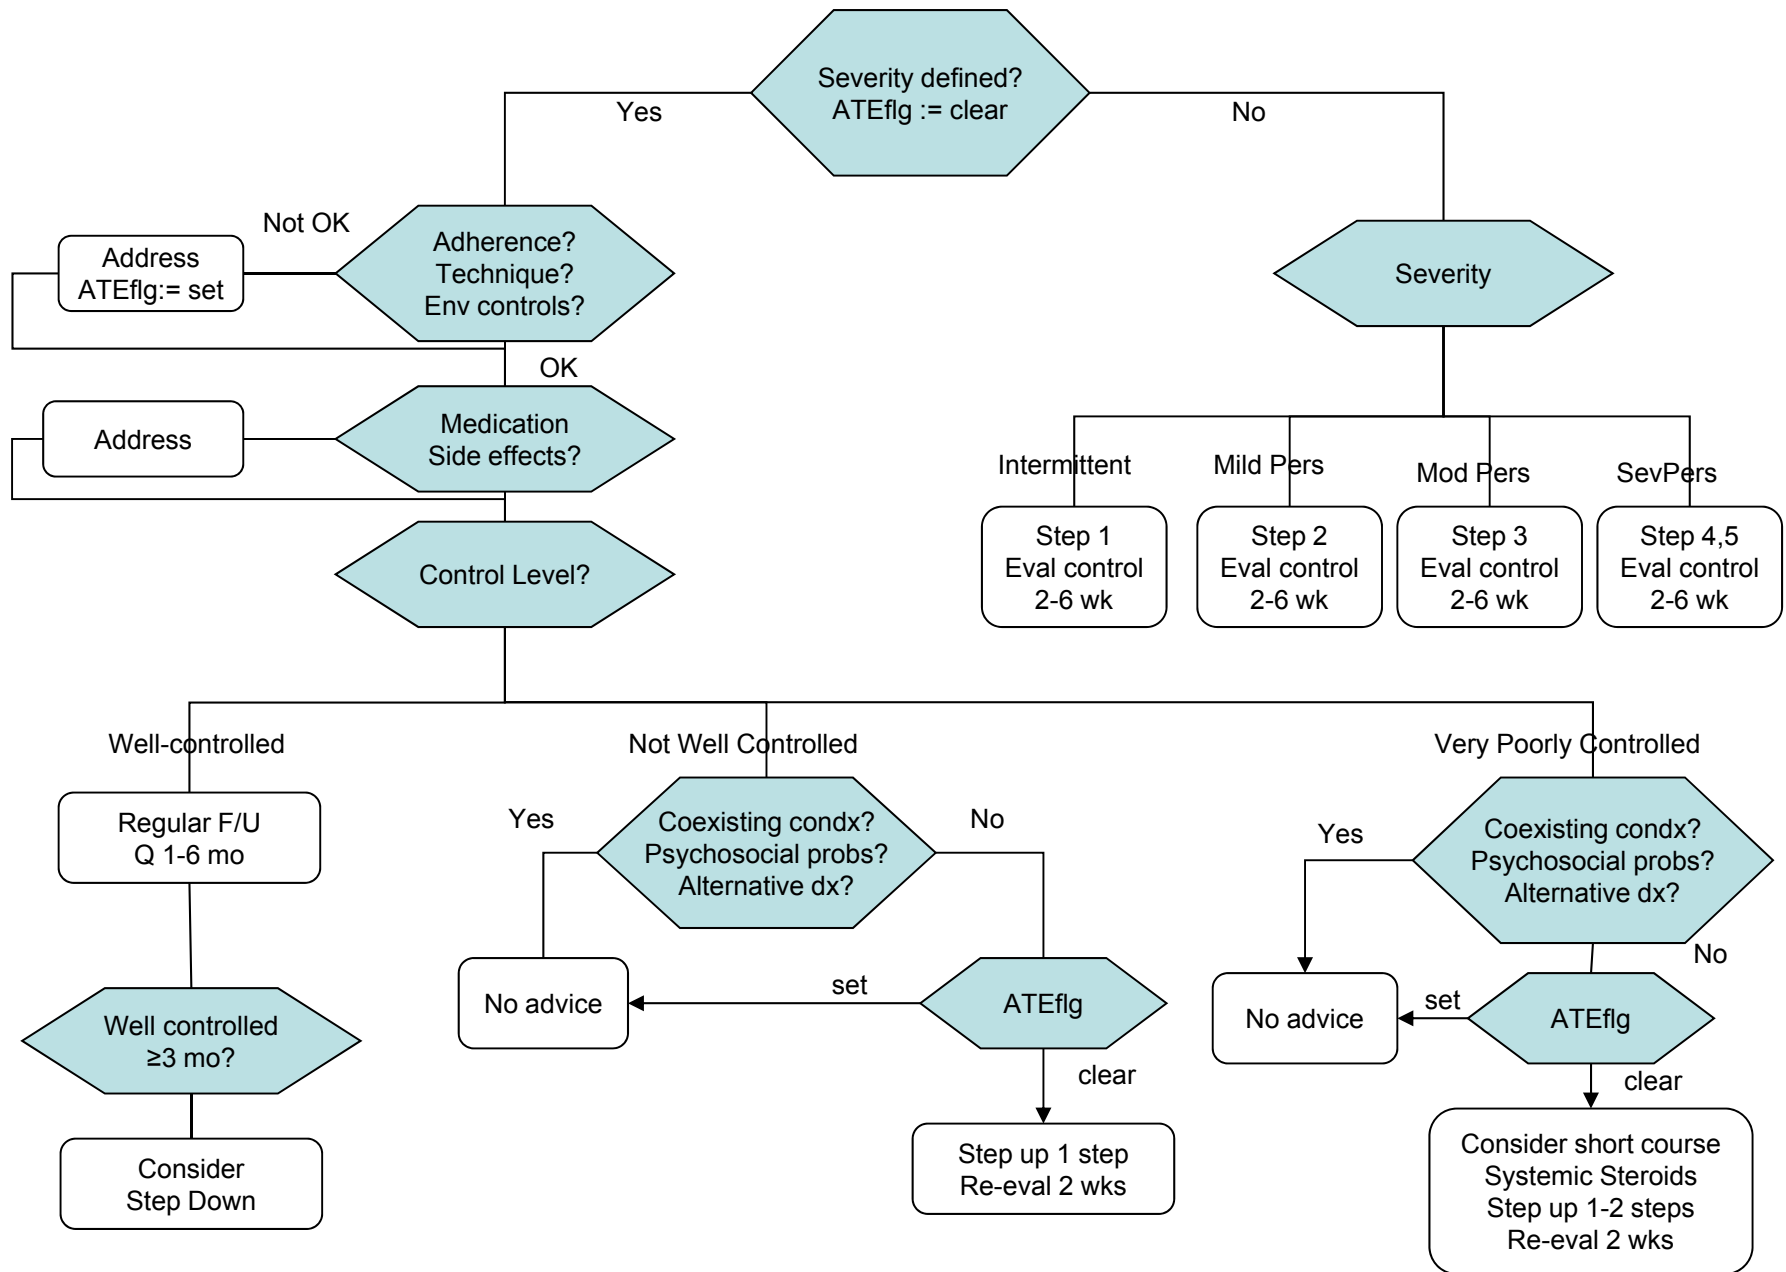 Severity defined?
ATEflg := clear
Yes
No
Not OK
Address
ATEflg:= set
Adherence?
Technique?
Env controls?
Severity
OK
Address
Medication
Side effects?
Intermittent
Mild Pers
Mod Pers
SevPers
Step 1
Eval control
2-6 wk
Step 2
Eval control
2-6 wk
Step 3
Eval control
2-6 wk
Step 4,5
Eval control
2-6 wk
Control Level?
Well-controlled
Not Well Controlled
Very Poorly Controlled
Regular F/U
Q 1-6 mo
Yes
Coexisting condx?
Psychosocial probs?
Alternative dx?
No
Yes
Coexisting condx?
Psychosocial probs?
Alternative dx?
No
Well controlled
≥3 mo?
No advice
set
ATEflg
No advice
set
ATEflg
clear
clear
Consider
Step Down
Step up 1 step
Re-eval 2 wks
Consider short course
Systemic Steroids
Step up 1-2 steps
Re-eval 2 wks